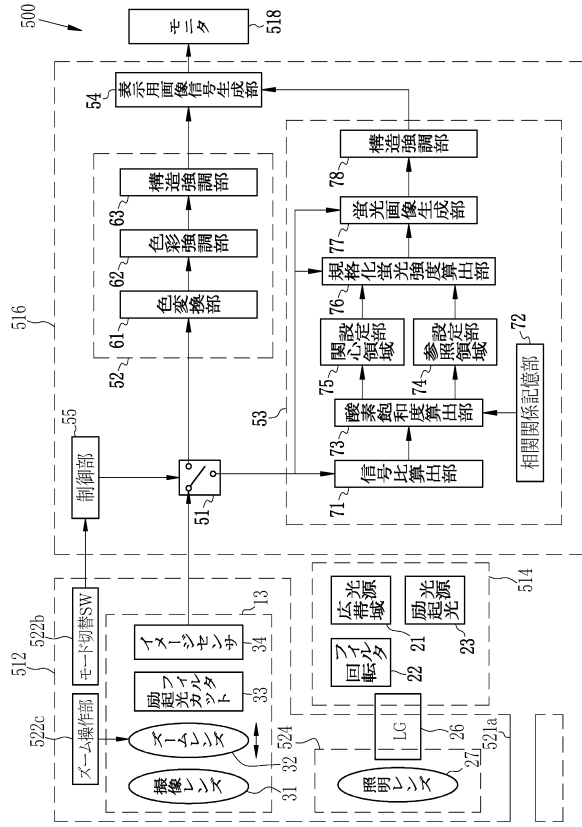 500
モニタ
518
516
表示用画像信号生成部
54
構造強調部
63
色彩強調部
62
色変換部
61
52
構造強調部
78
蛍光画像生成部
77
規格化蛍光強度算出部
76
関心領域
設定部
75
参照領域
設定部
74
酸素飽和度算出部
73
72
相関関係記憶部
信号比算出部
71
53
55
制御部
51
512
522b
モード切替SW
522c
ズーム操作部
13
イメージセンサ
34
励起光カット
フィルタ
33
ズームレンズ
32
撮像レンズ
31
514
広帯域
光源
21
励起光
光源
23
回転
フィルタ
22
LG
26
524
照明レンズ
27
521a